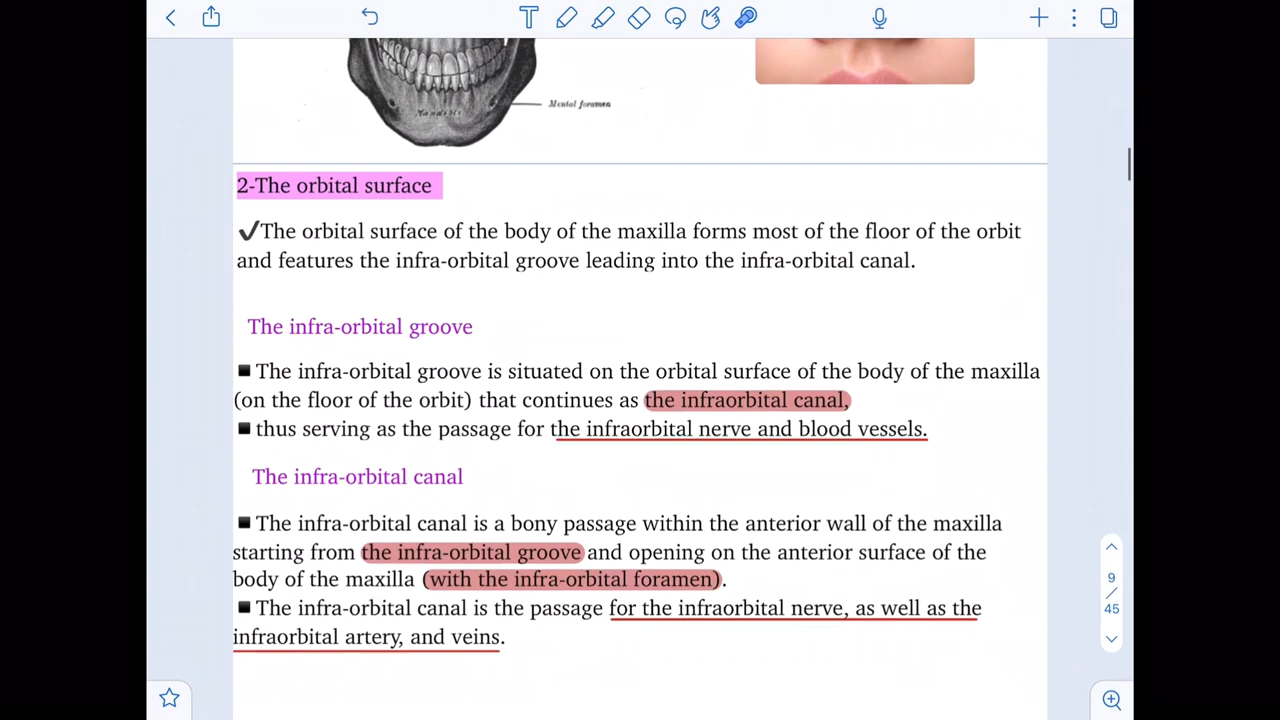 Mental foramen
Mandible
2-The orbital surface
✔The orbital surface of the body of the maxilla forms most of the floor of the orbit
and features the infra-orbital groove leading into the infra-orbital canal.
The infra-orbital groove
▪The infra-orbital groove is situated on the orbital surface of the body of the maxilla
(on the floor of the orbit) that continues as the infraorbital canal,
▪thus serving as the passage for the infraorbital nerve and blood vessels.
The infra-orbital canal
▪The infra-orbital canal is a bony passage within the anterior wall of the maxilla
starting from the infra-orbital groove and opening on the anterior surface of the
body of the maxilla (with the infra-orbital foramen).
▪The infra-orbital canal is the passage for the infraorbital nerve, as well as the
infraorbital artery, and veins.
9
/
45